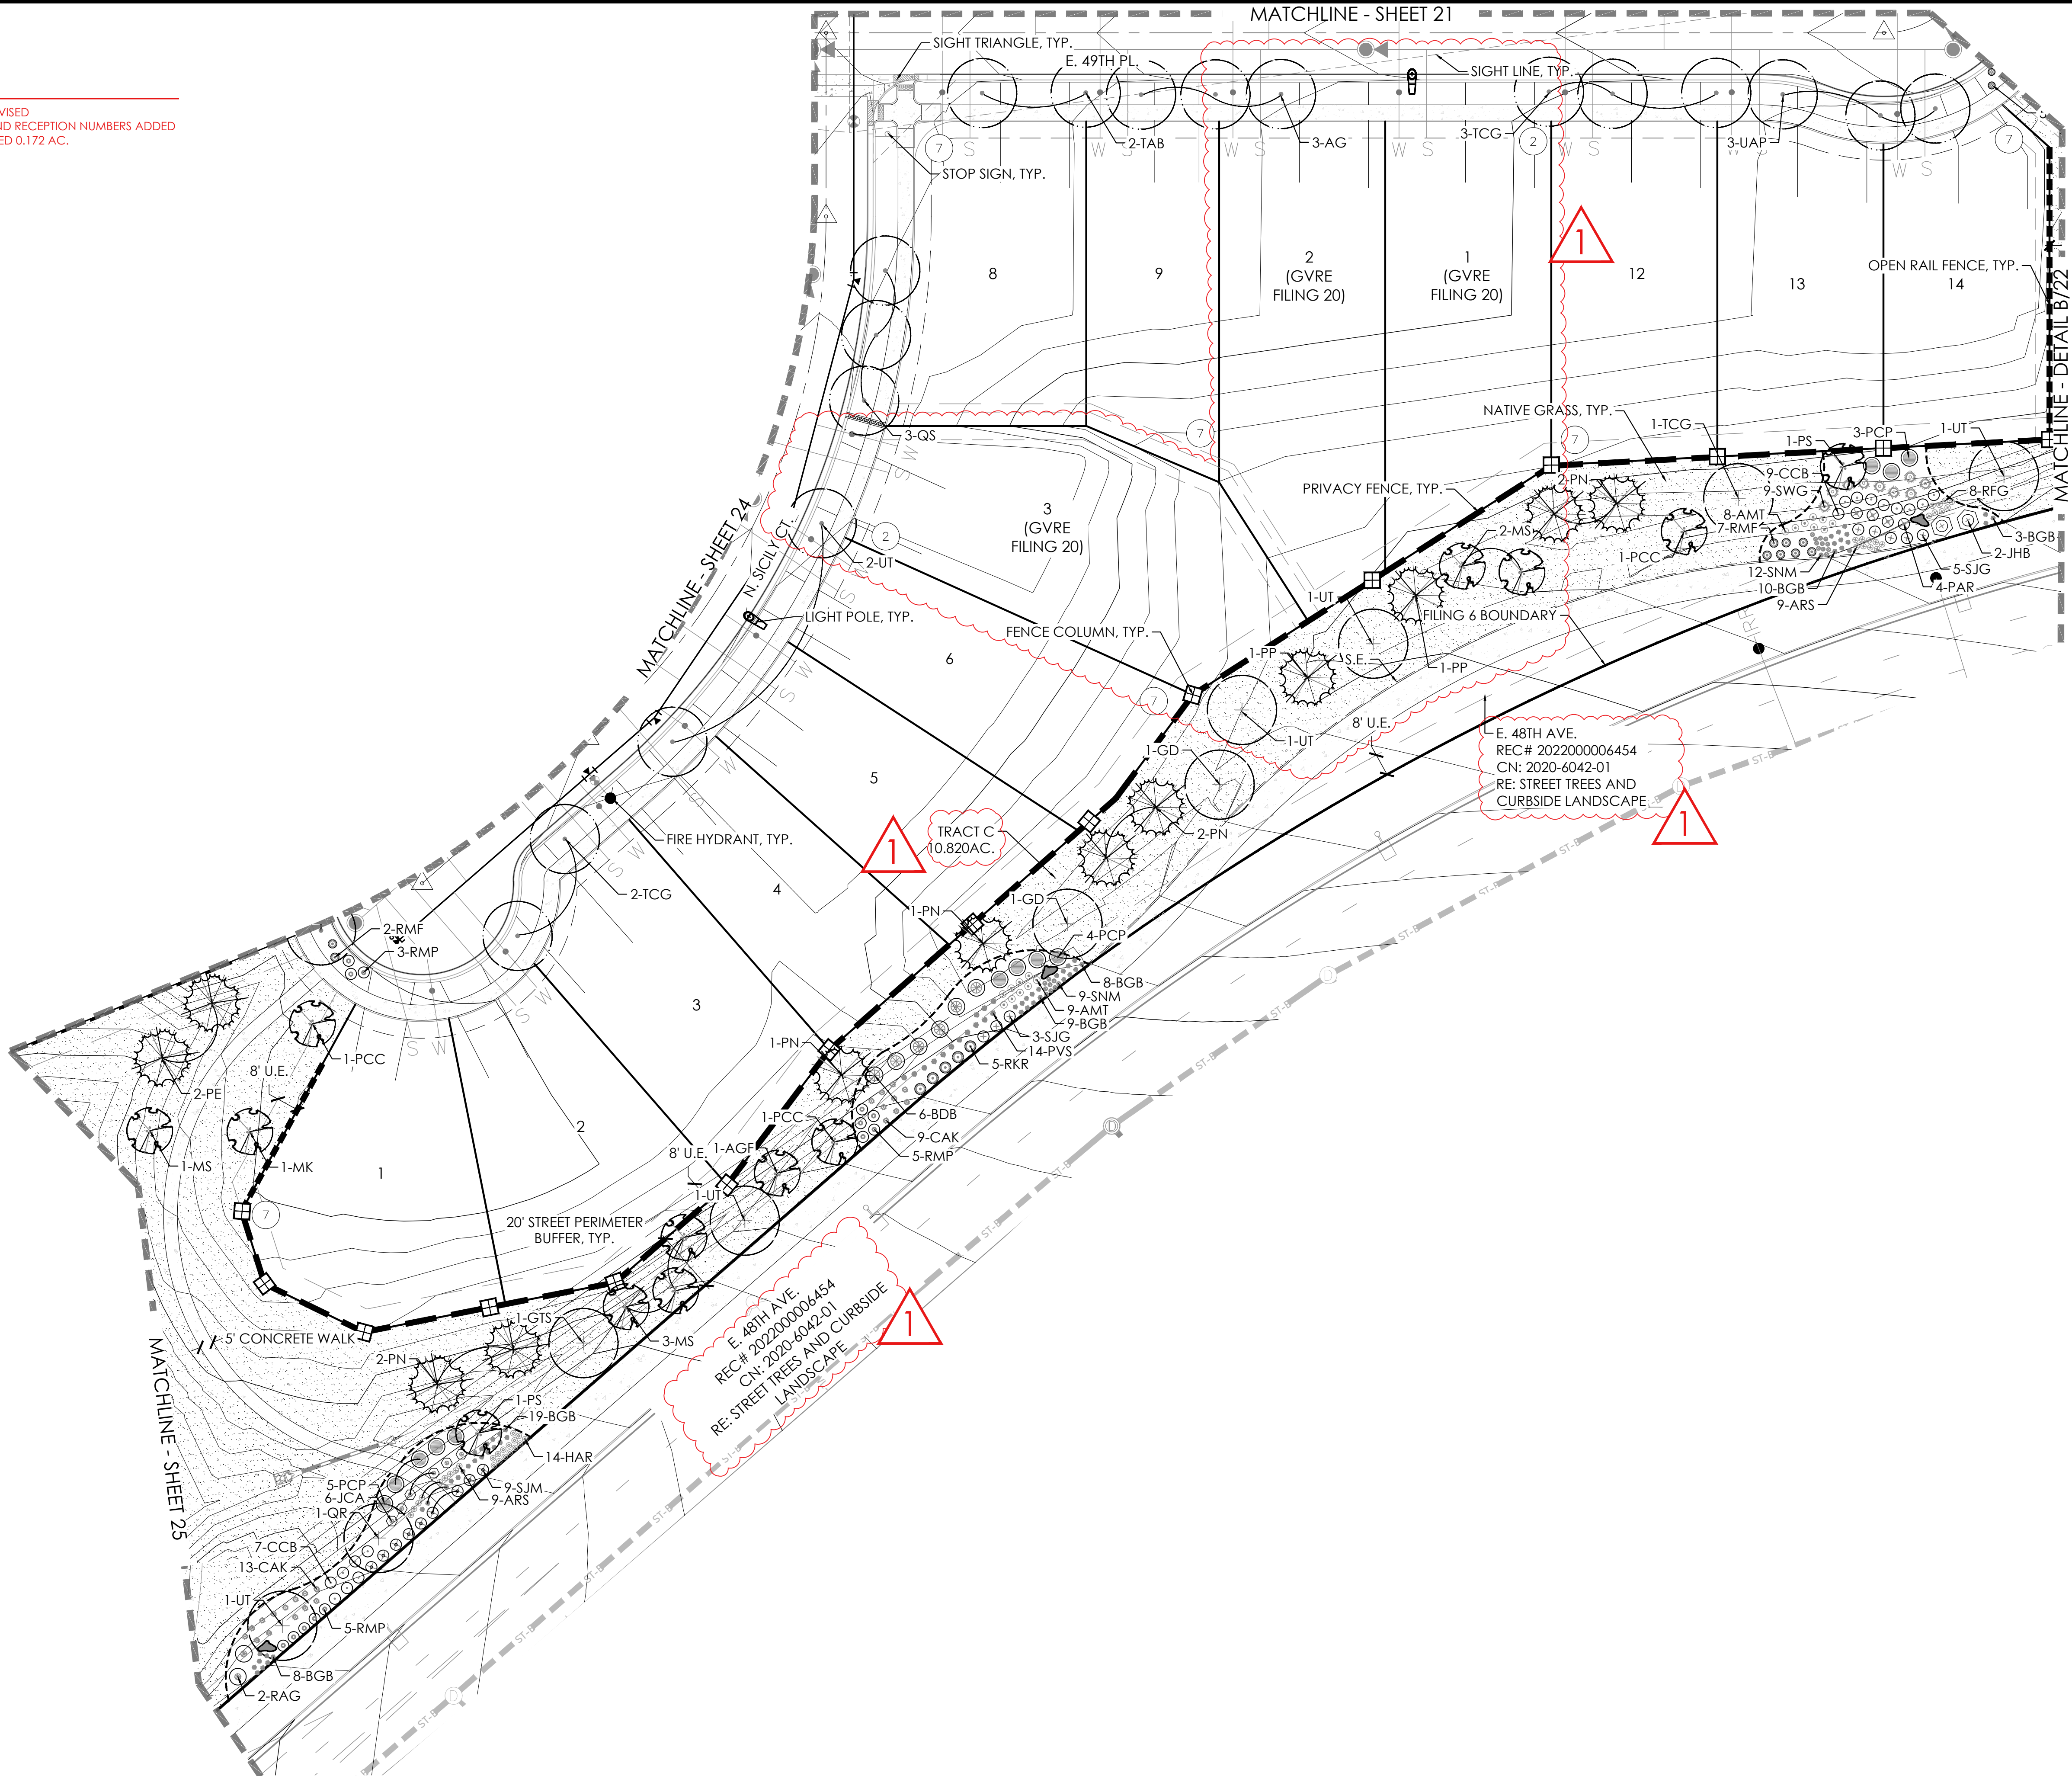 MATCHLINE - SHEET 21
SIGHT TRIANGLE, TYP.
E. 49TH PL.
SIGHT LINE, TYP.
VISED
ND RECEPTION NUMBERS ADDED
ED 0.172 AC.
2-TAB
3-AG
3-TCG
2
3-UAP
7
7
S
W S
W S
W S
W S
W S
W S
STOP SIGN, TYP.
1
8
9
2
(GVRE
FILING 20)
1
(GVRE
FILING 20)
12
13
14
OPEN RAIL FENCE, TYP.
MATCHLINE - DETAIL B/22
3-QS
7
NATIVE GRASS, TYP.
7
1-TCG
1-PS
3-PCP
1-UT
2-PN
9-CCB
9-SWG
8-RFG
8-AMT
7-RMF
PRIVACY FENCE, TYP.
2-MS
1-PCC
3-BGB
2-JHB
5-SJG
4-PAR
12-SNM
10-BGB
9-ARS
3
(GVRE
FILING 20)
2
2-UT
N. SICILY CT.
MATCHLINE - SHEET 24
LIGHT POLE, TYP.
FENCE COLUMN, TYP.
1-UT
FILING 6 BOUNDARY
6
1-PP
S.E.
1-PP
7
8' U.E.
1-UT
1-GD
E. 48TH AVE.
REC# 2022000006454
CN: 2020-6042-01
RE: STREET TREES AND
CURBSIDE LANDSCAPE
1
5
1
TRACT C
10.820AC.
2-PN
FIRE HYDRANT, TYP.
4
2-TCG
1-PN
1-GD
4-PCP
2-RMF
3-RMP
8-BGB
9-SNM
9-AMT
9-BGB
3-SJG
14-PVS
5-RKR
3
1-PN
S W
S W
1-PCC
8' U.E.
2-PE
6-BDB
9-CAK
5-RMP
1-PCC
2
1-AGF
8' U.E.
1-UT
1-MS
1-MK
1
7
20' STREET PERIMETER
BUFFER, TYP.
E. 48TH AVE.
REC# 2022000006454
CN: 2020-6042-01
RE: STREET TREES AND CURBSIDE
LANDSCAPE
1
1-GTS
3-MS
5' CONCRETE WALK
MATCHLINE - SHEET 25
2-PN
1-PS
19-BGB
14-HAR
9-SJM
9-ARS
5-PCP
6-JCA
1-QR
7-CCB
13-CAK
1-UT
5-RMP
8-BGB
2-RAG